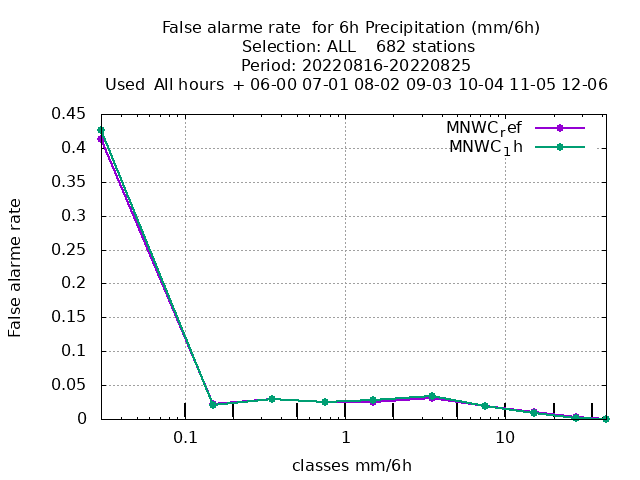 False alarme rate  for 6h Precipitation (mm/6h)
Selection: ALL    682 stations
Period: 20220816-20220825
Used  All hours  + 06-00 07-01 08-02 09-03 10-04 11-05 12-06
0.45
0.4
0.35
0.3
0.25
0.2
0.15
0.1
0.05
0
False alarme rate
MNWCref
MNWC1h
0.1
1
10
classes mm/6h